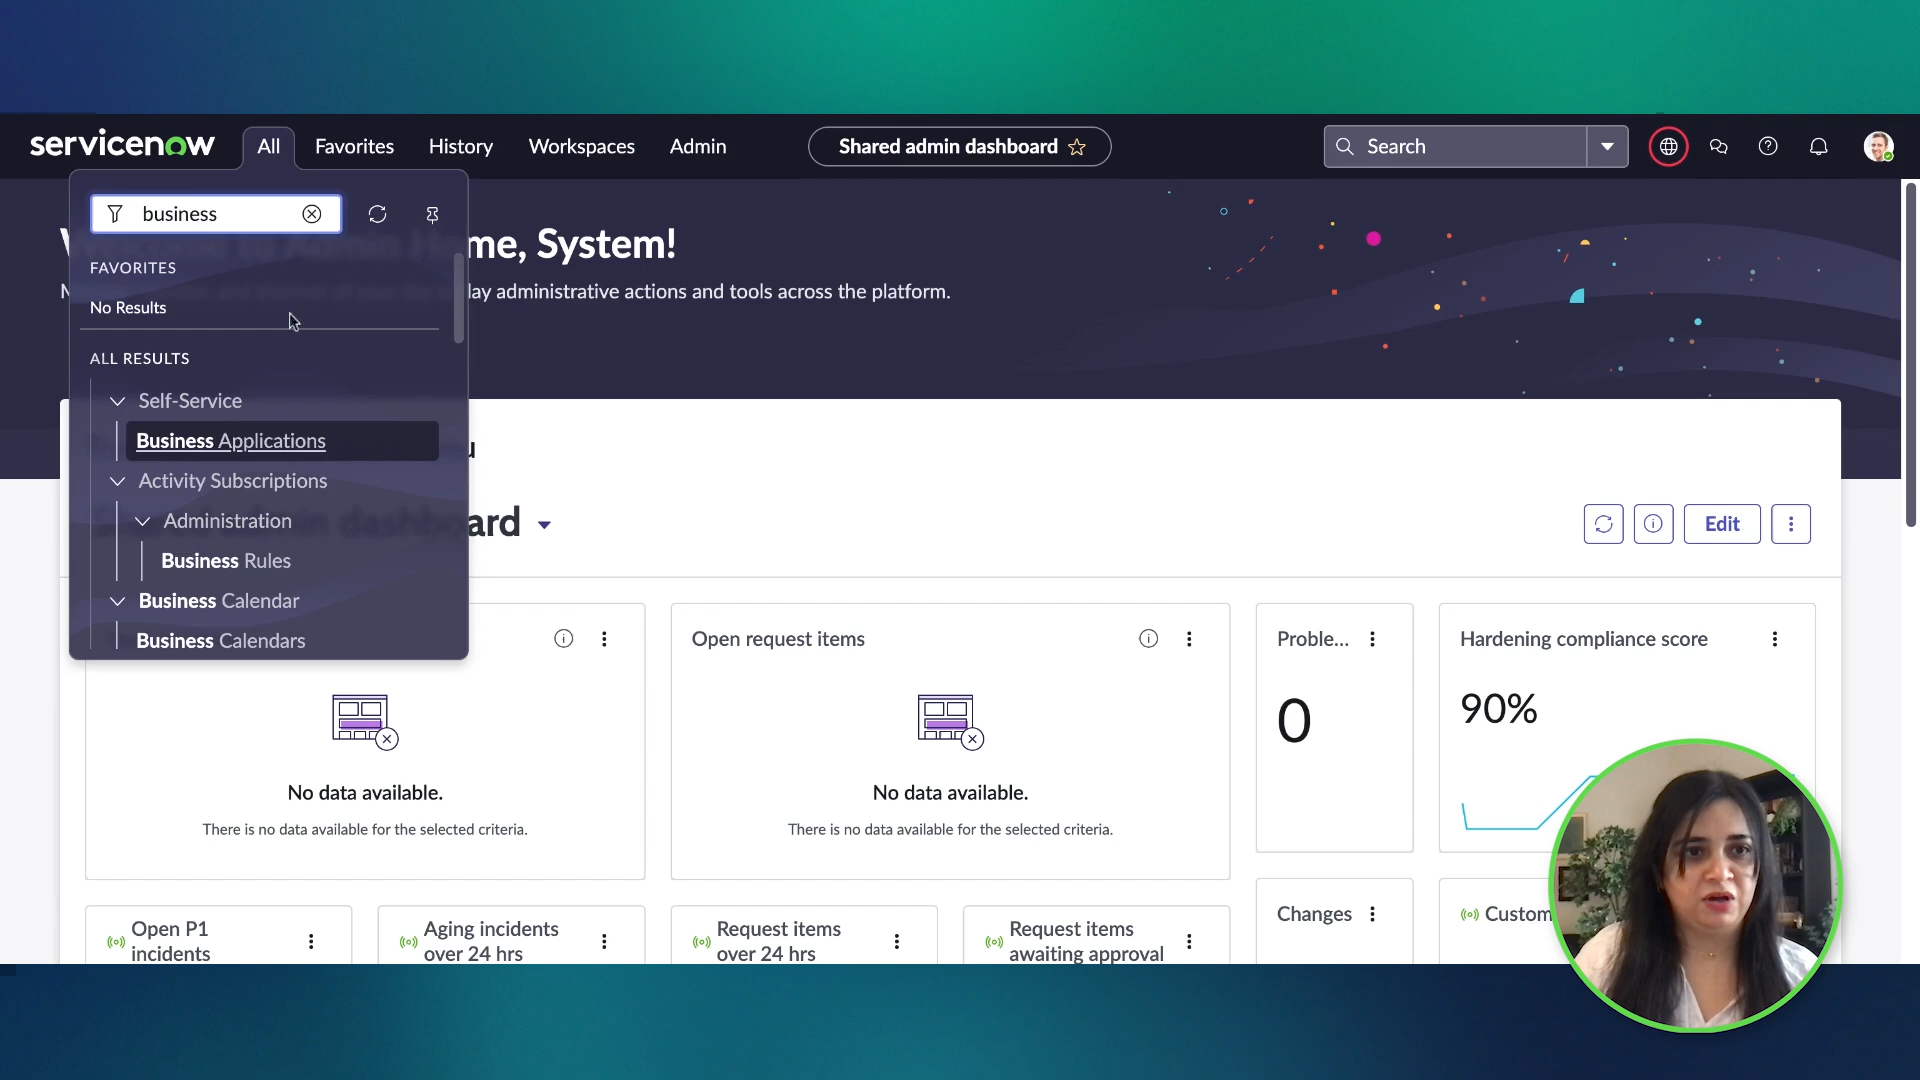 servicenow
All
Favorites
History
Workspaces
Admin
Shared admin dashboard
Search
business
me, System!
lay administrative actions and tools across the platform.
FAVORITES
No Results
ALL RESULTS
Self-Service
Business Applications
Activity Subscriptions
Administration
Business Rules
Business Calendar
Business Calendars
ard
Edit
Open request items
Proble...
Hardening compliance score
0
90%
No data available.
There is no data available for the selected criteria.
No data available.
There is no data available for the selected criteria.
Open P1
incidents
Aging incidents
over 24 hrs
Request items
over 24 hrs
Request items
awaiting approval
Changes
Custom